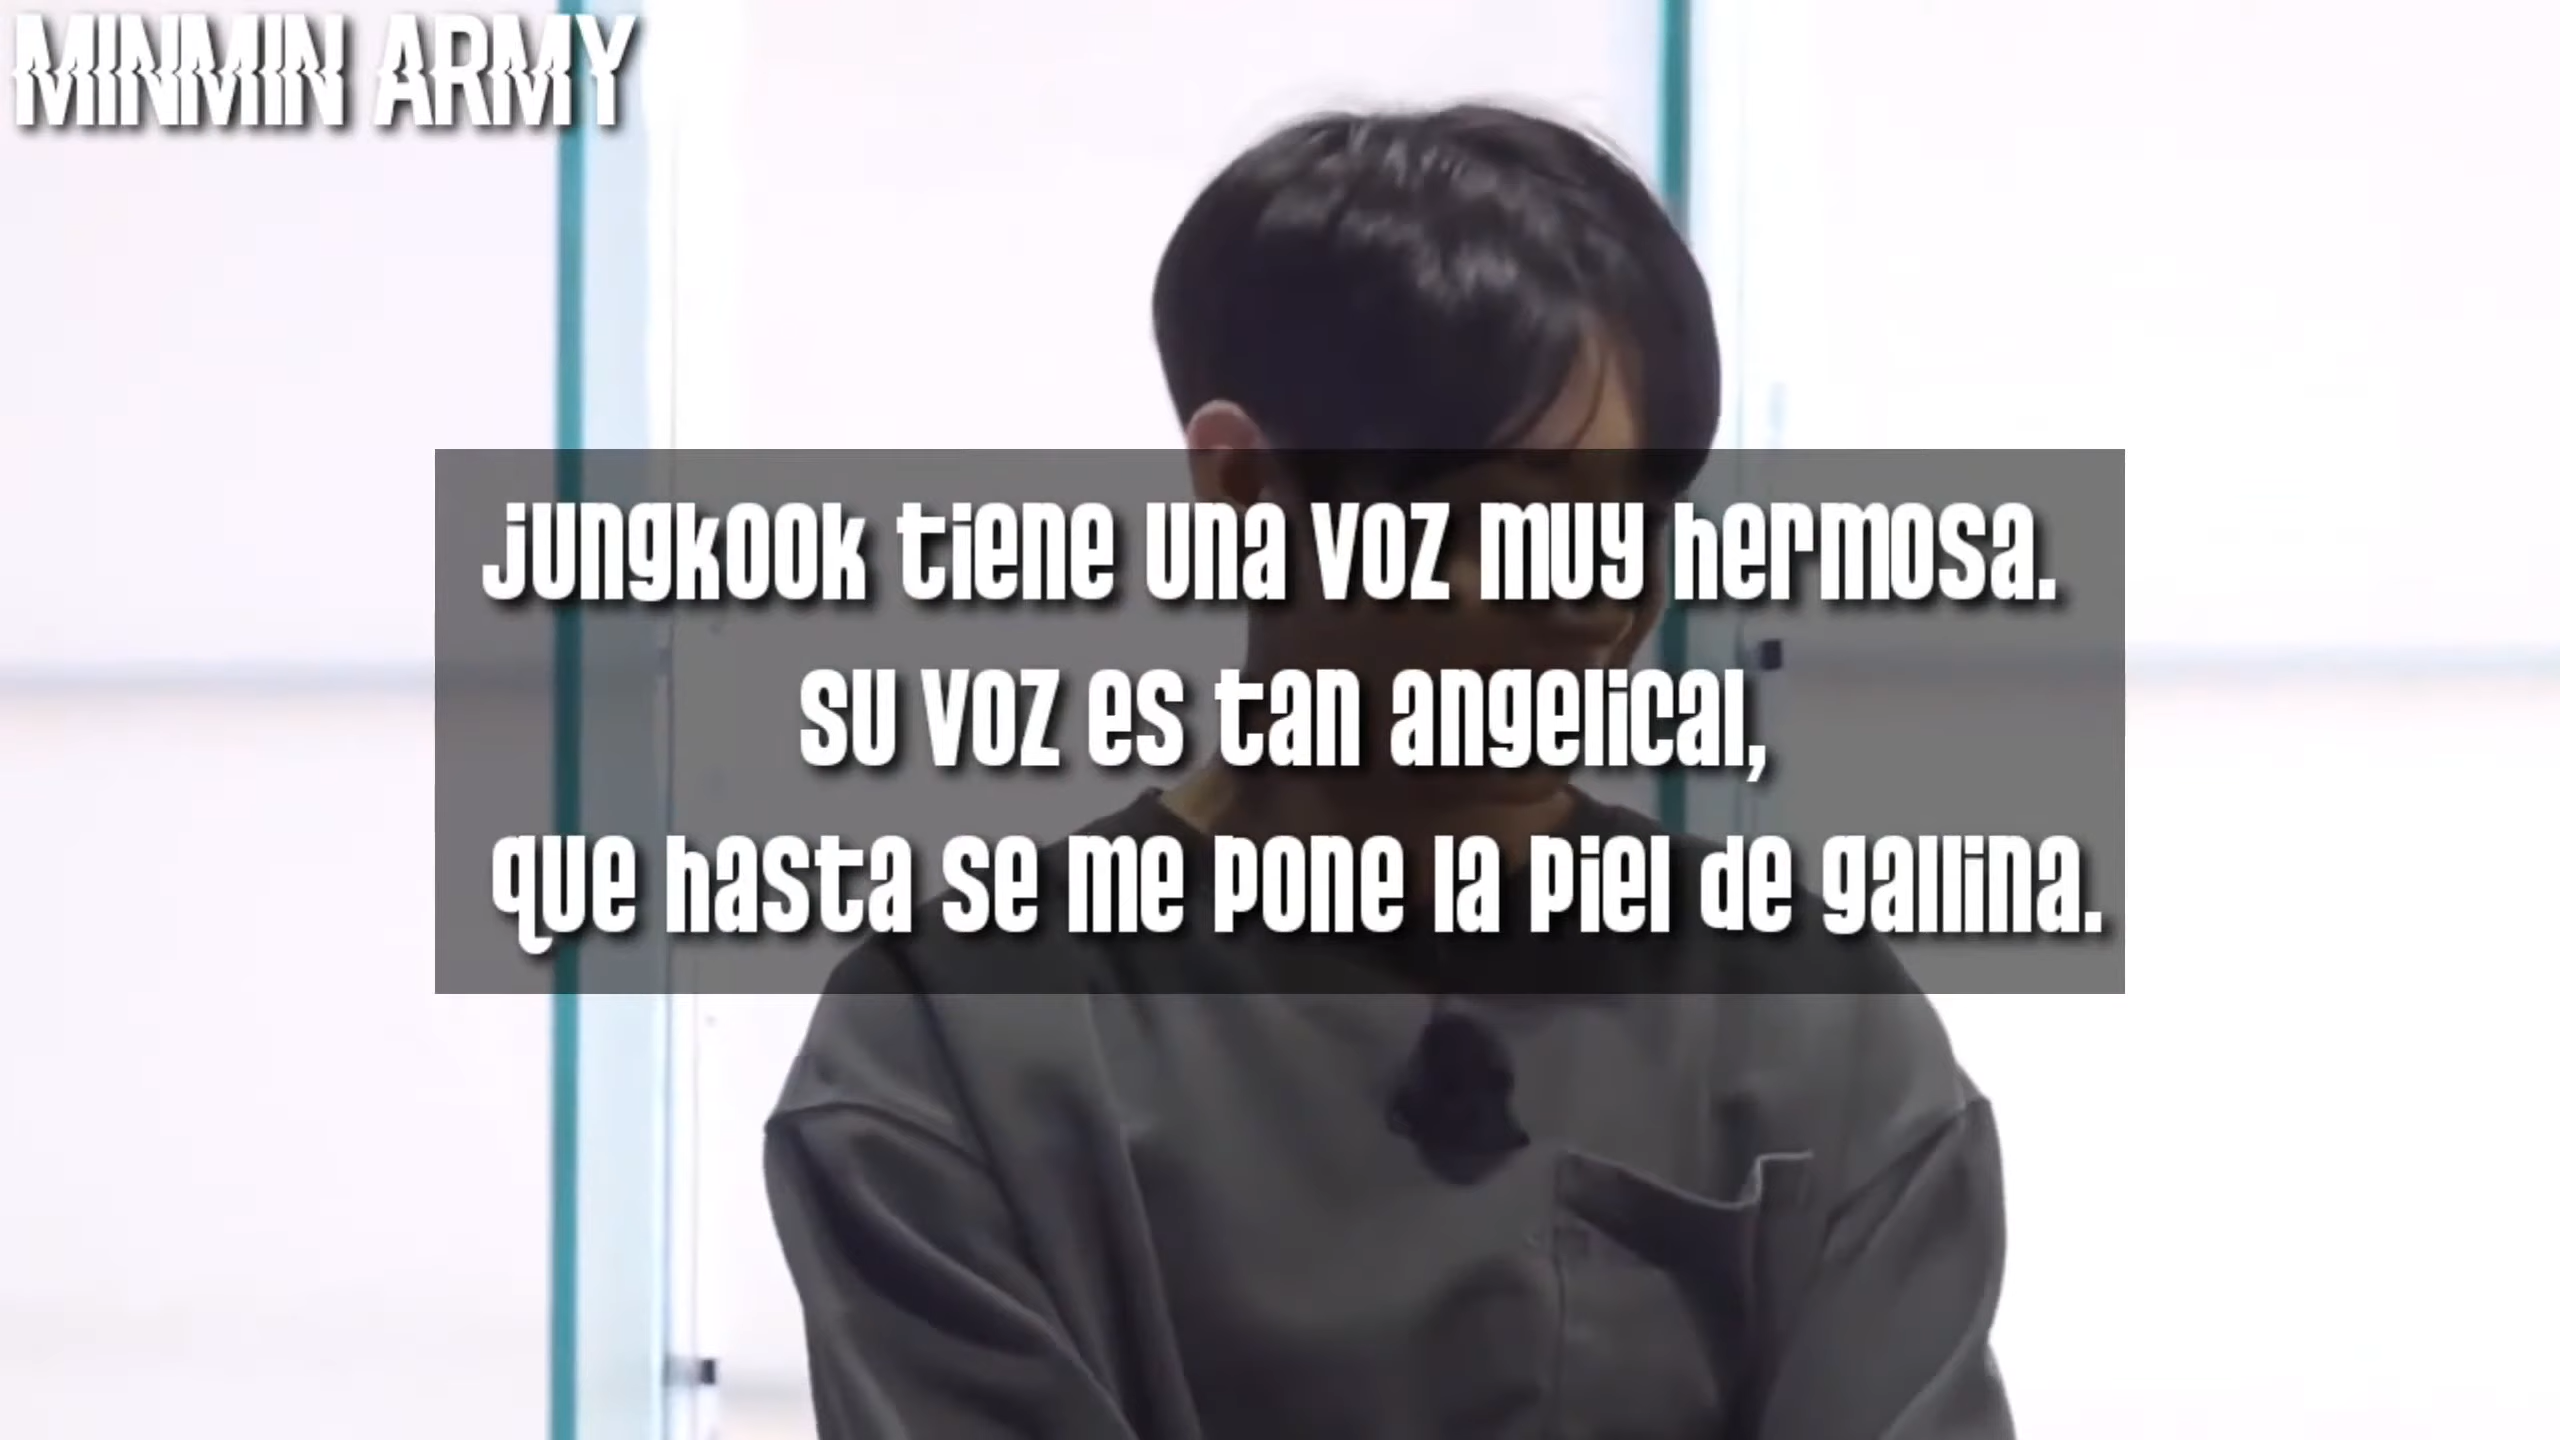 MINMIN ARMY
Jungkook tiene una voz muy hermosa.
su voz es tan angelical,
que hasta se me pone la piel de gallina.